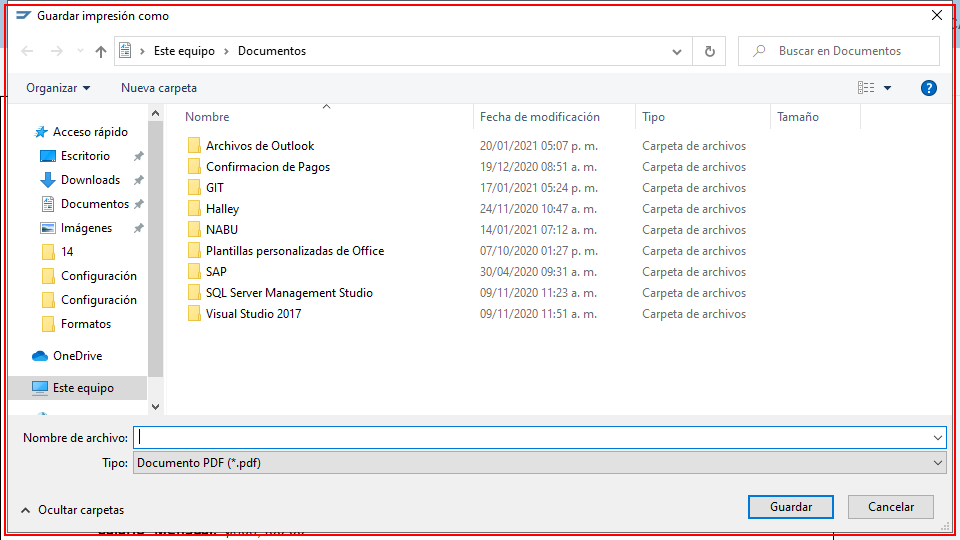 Guardar impresión como
Este equipo
Documentos
Buscar en Documentos
Organizar
Nueva carpeta
Acceso rápido
Escritorio
Downloads
Documentos
Imágenes
14
Configuración
Configuración
Formatos
OneDrive
Este equipo
Nombre Fecha de modificación Tipo Tamaño
Archivos de Outlook 20/01/2021 05:07 p. m. Carpeta de archivos
Confirmacion de Pagos 19/12/2020 08:51 a. m. Carpeta de archivos
GIT 17/01/2021 05:24 p. m. Carpeta de archivos
Halley 24/11/2020 10:47 a. m. Carpeta de archivos
NABU 14/01/2021 07:12 a. m. Carpeta de archivos
Plantillas personalizadas de Office 07/10/2020 01:27 p. m. Carpeta de archivos
SAP 30/04/2020 09:31 a. m. Carpeta de archivos
SQL Server Management Studio 09/11/2020 11:23 a. m. Carpeta de archivos
Visual Studio 2017 09/11/2020 11:51 a. m. Carpeta de archivos
Nombre de archivo:
Tipo: Documento PDF (*.pdf)
Ocultar carpetas
Guardar
Cancelar